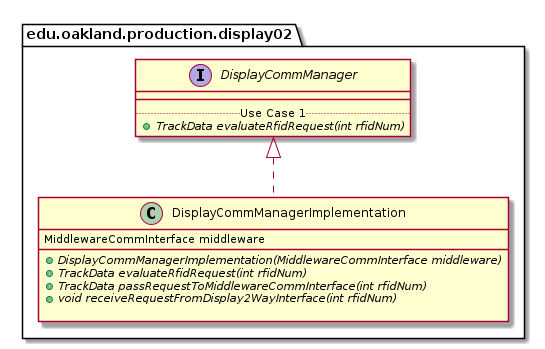 edu.oakland.production.display02
I DisplayCommManager
Use Case 1
TrackData evaluateRfidRequest(int rfidNum)
C DisplayCommManagerImplementation
MiddlewareCommInterface middleware
DisplayCommManagerImplementation(MiddlewareCommInterface middleware)
TrackData evaluateRfidRequest(int rfidNum)
TrackData passRequestToMiddlewareCommInterface(int rfidNum)
void receiveRequestFromDisplay2WayInterface(int rfidNum)